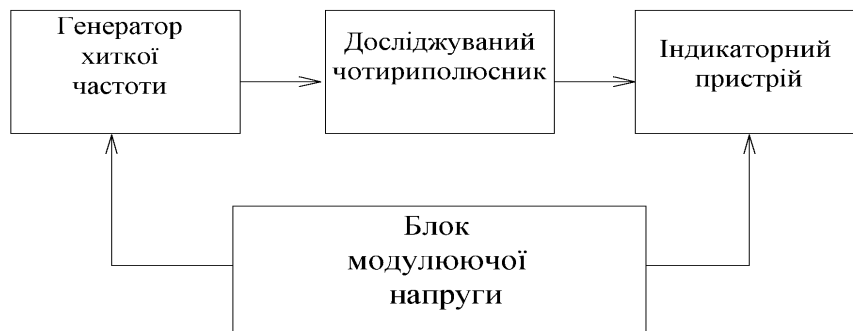 Генератор
хиткої
частоти
Досліджуваний
чотириполюсник
Індикаторний
пристрій
Блок
модулюючої
напруги